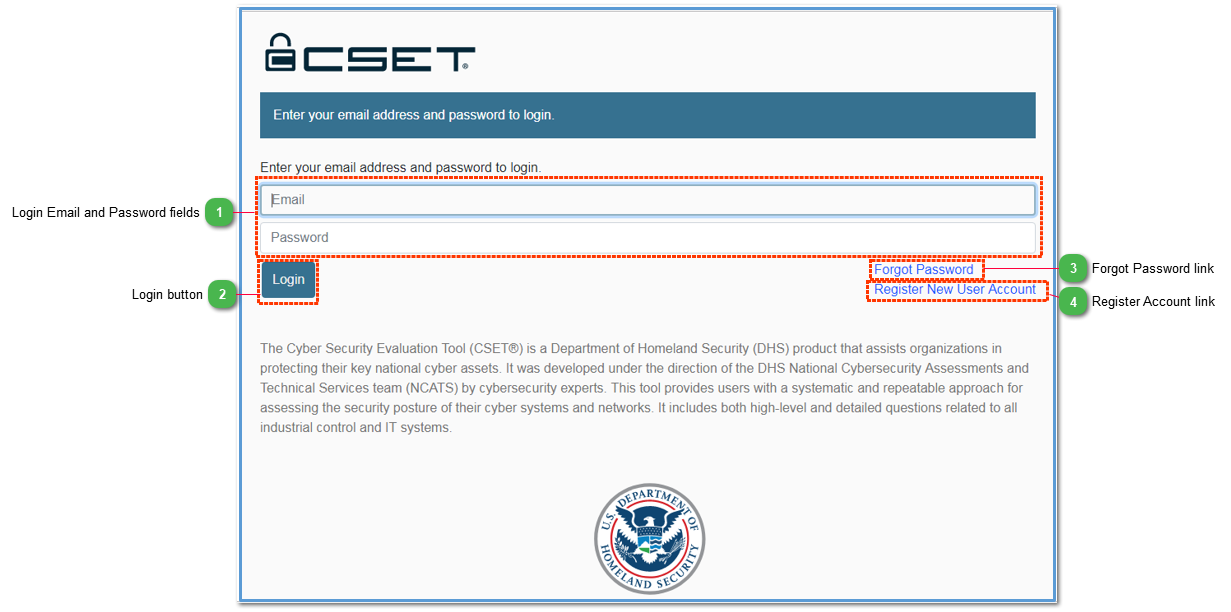 CSET®
Enter your email address and password to login.
Enter your email address and password to login.
Login Email and Password fields 1
Email
Password
Login button 2
Login
Forgot Password
3 Forgot Password link
Register New User Account
4 Register Account link
The Cyber Security Evaluation Tool (CSET®) is a Department of Homeland Security (DHS) product that assists organizations in
protecting their key national cyber assets. It was developed under the direction of the DHS National Cybersecurity Assessments and
Technical Services team (NCATS) by cybersecurity experts. This tool provides users with a systematic and repeatable approach for
assessing the security posture of their cyber systems and networks. It includes both high-level and detailed questions related to all
industrial control and IT systems.
U.S. DEPARTMENT OF
HOMELAND SECURITY